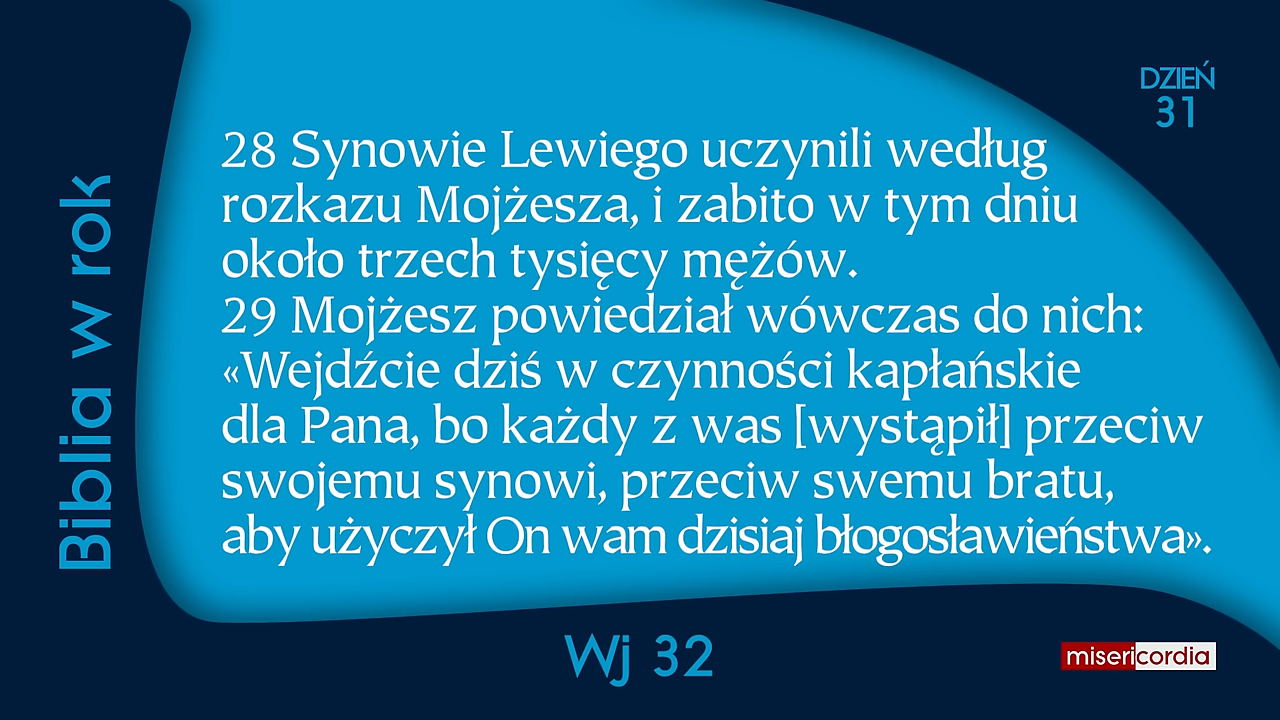 DZIEŃ
31
28 Synowie Lewiego uczynili według
rozkazu Mojżesza, i zabito w tym dniu
około trzech tysięcy mężów.
29 Mojżesz powiedział wówczas do nich:
«Wejdźcie dziś w czynności kapłańskie
dla Pana, bo każdy z was [wystąpił] przeciw
swojemu synowi, przeciw swemu bratu,
aby użyczył On wam dzisiaj błogosławieństwa».
Biblia w rok
Wj 32
misericordia